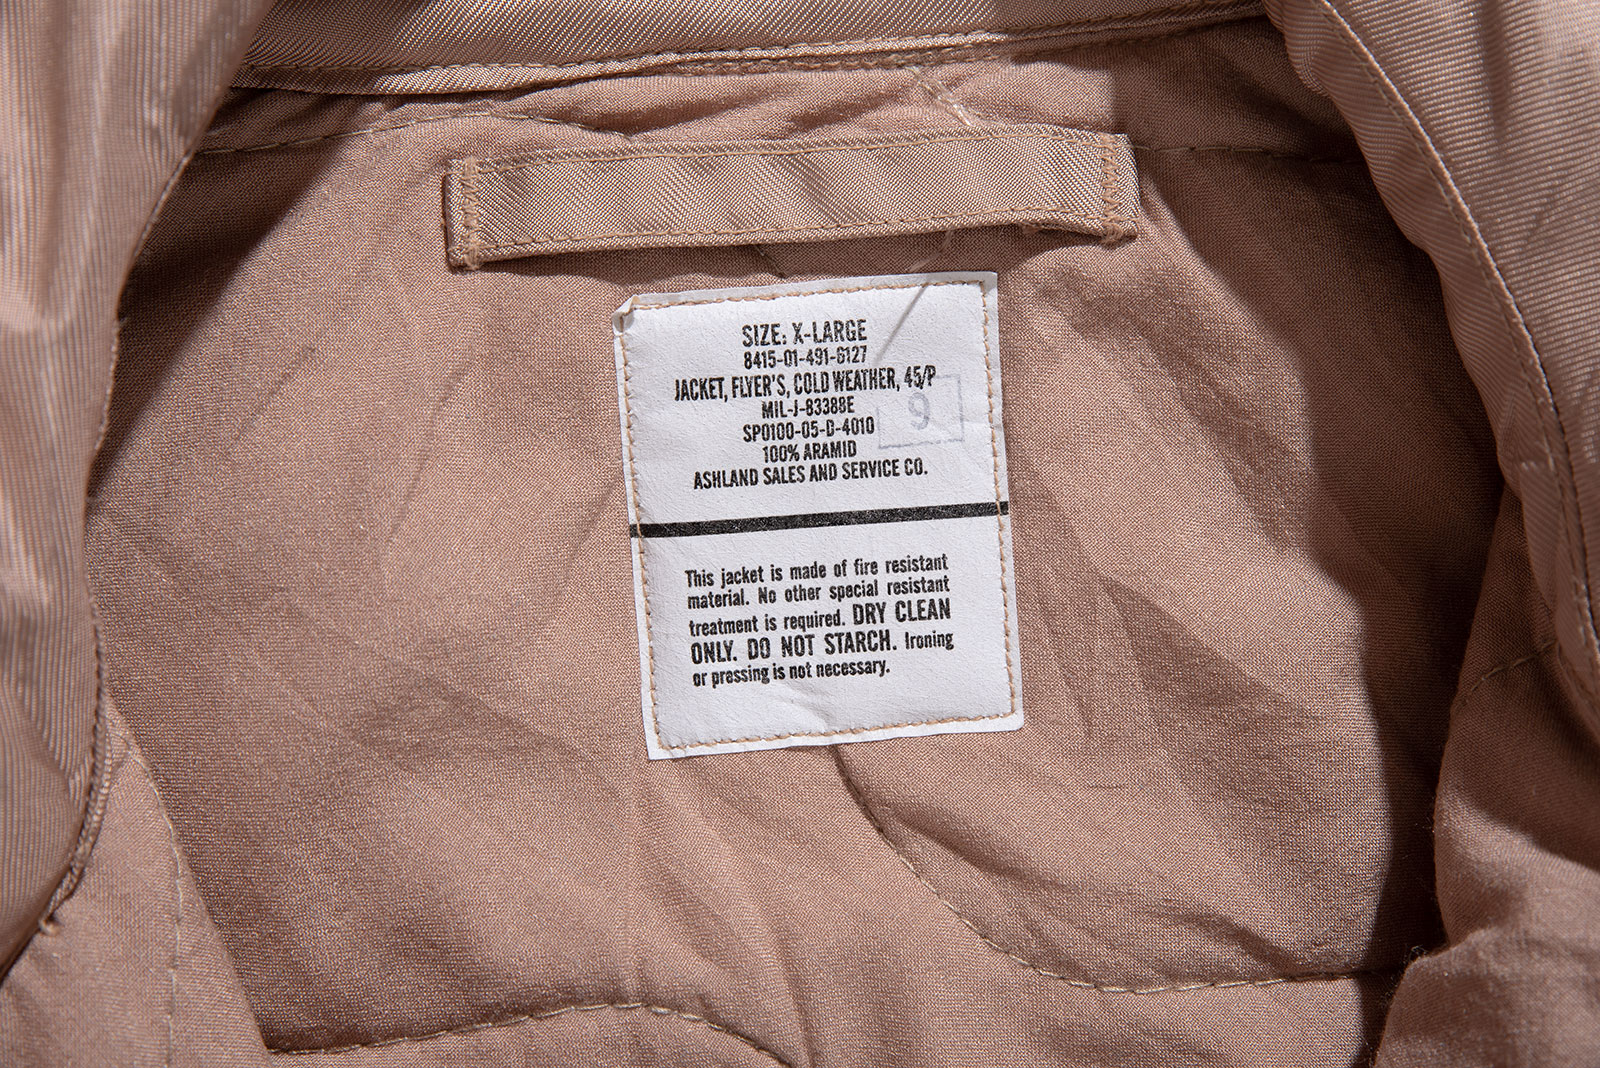 SIZE: X-LARGE
8415-01-491-6127
JACKET, FLYER'S, COLD WEATHER, 45/P
MIL-J-83388E
SP0100-05-D-4010
100% ARAMID
ASHLAND SALES AND SERVICE CO.
9
This jacket is made of fire resistant
material. No other special resistant
treatment is required. DRY CLEAN
ONLY. DO NOT STARCH. Ironing
or pressing is not necessary.